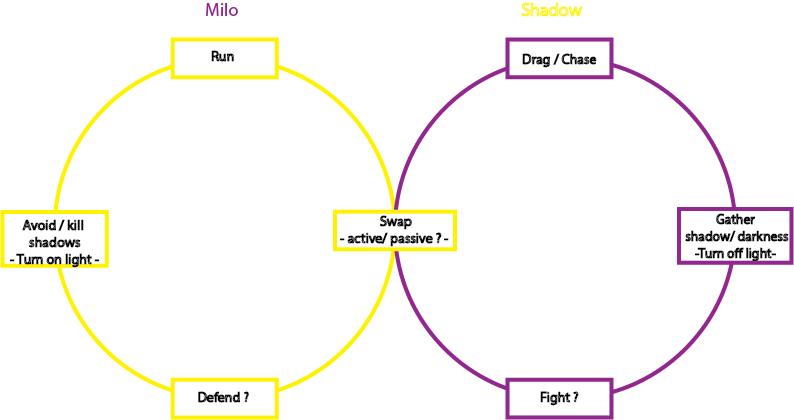 Milo
Shadow
Run
Drag / Chase
Avoid / kill
shadows
- Turn on light -
Swap
- active/ passive ? -
Gather
shadow/ darkness
-Turn off light-
Defend ?
Fight ?